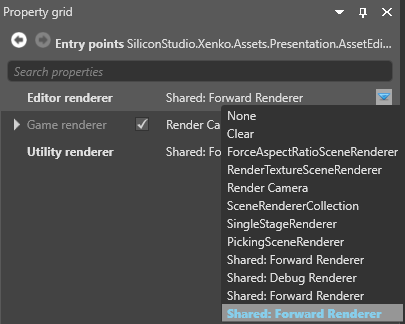 Property grid
Entry points SiliconStudio.Xenko.Assets.Presentation.AssetEdi...
Search properties
Editor renderer Shared: Forward Renderer
Game renderer Render Ca
Utility renderer Shared: Fo
None
Clear
ForceAspectRatioSceneRenderer
RenderTextureSceneRenderer
Render Camera
SceneRendererCollection
SingleStageRenderer
PickingSceneRenderer
Shared: Forward Renderer
Shared: Debug Renderer
Shared: Forward Renderer
Shared: Forward Renderer